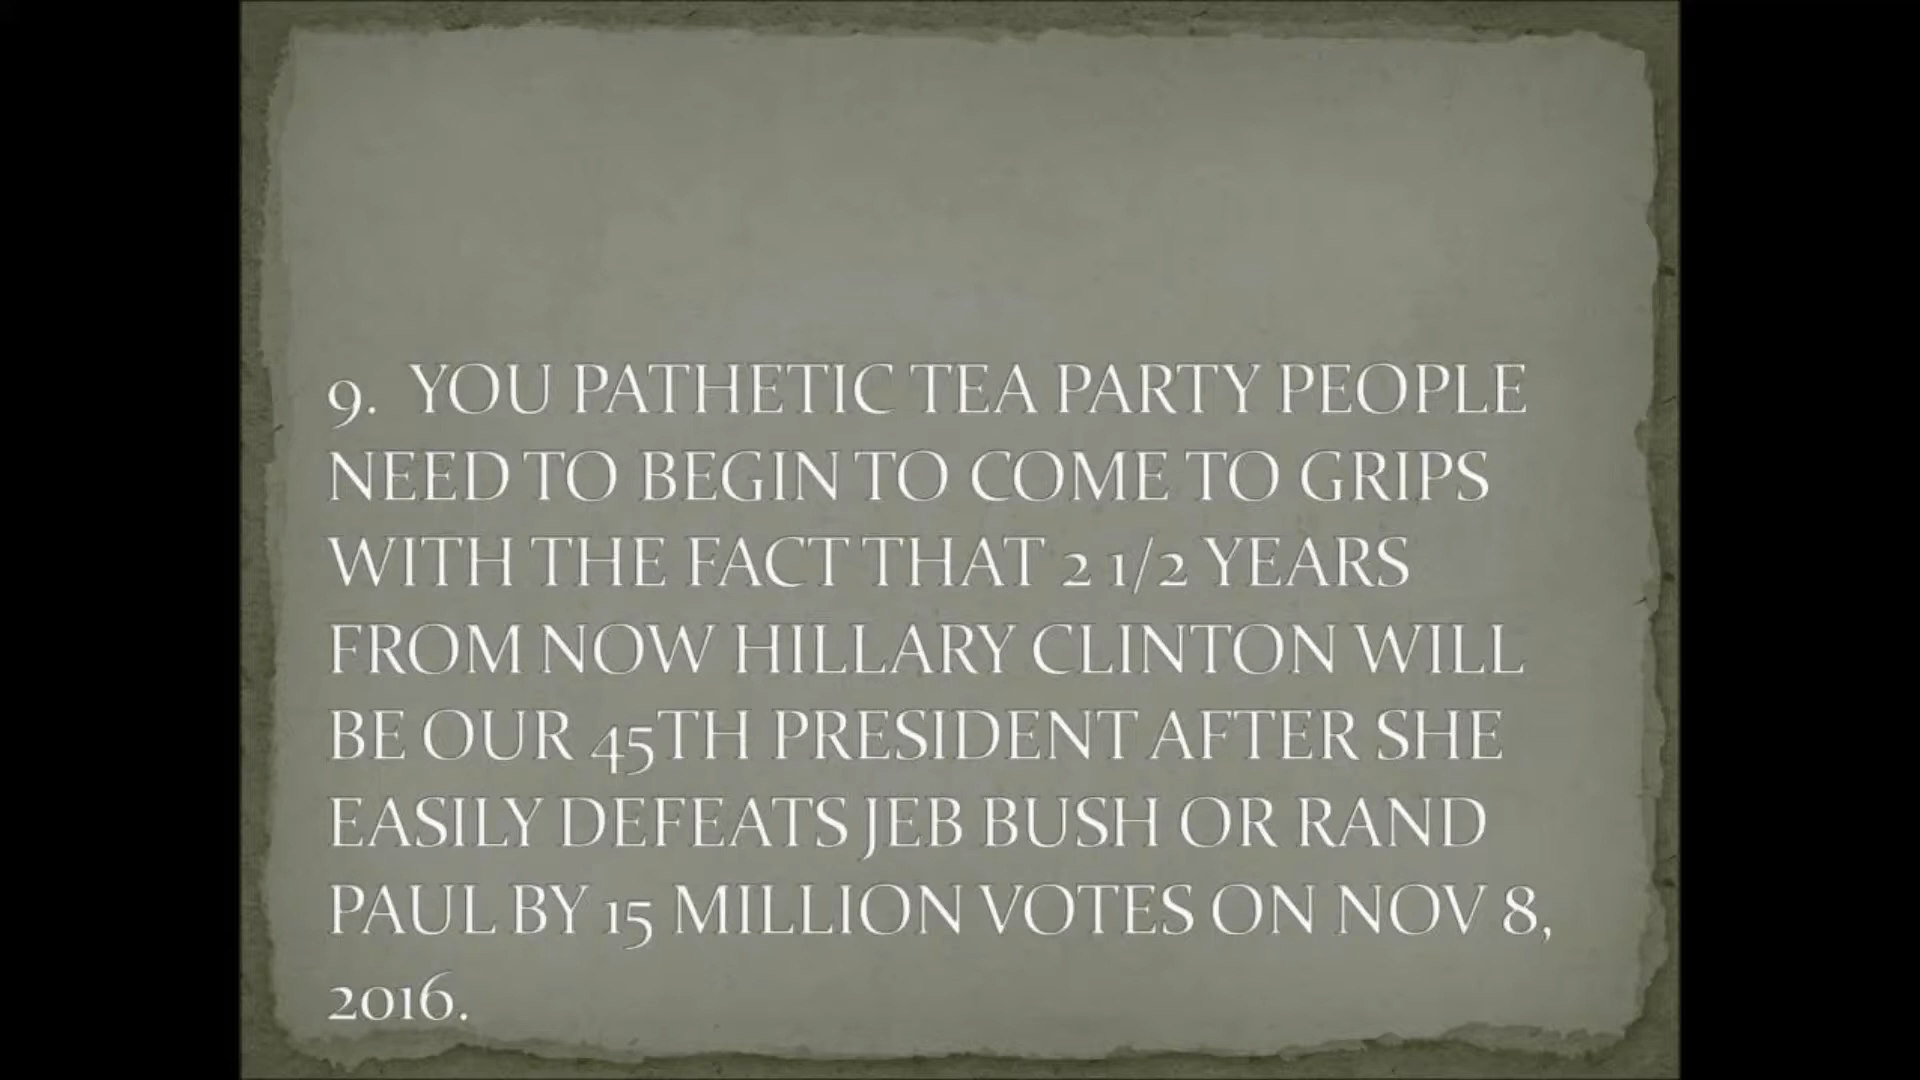 9. YOU PATHETIC TEA PARTY PEOPLE
NEED TO BEGIN TO COME TO GRIPS
WITH THE FACT THAT 2 1/2 YEARS
FROM NOW HILLARY CLINTON WILL
BE OUR 45TH PRESIDENT AFTER SHE
EASILY DEFEATS JEB BUSH OR RAND
PAUL BY 15 MILLION VOTES ON NOV 8,
2016.